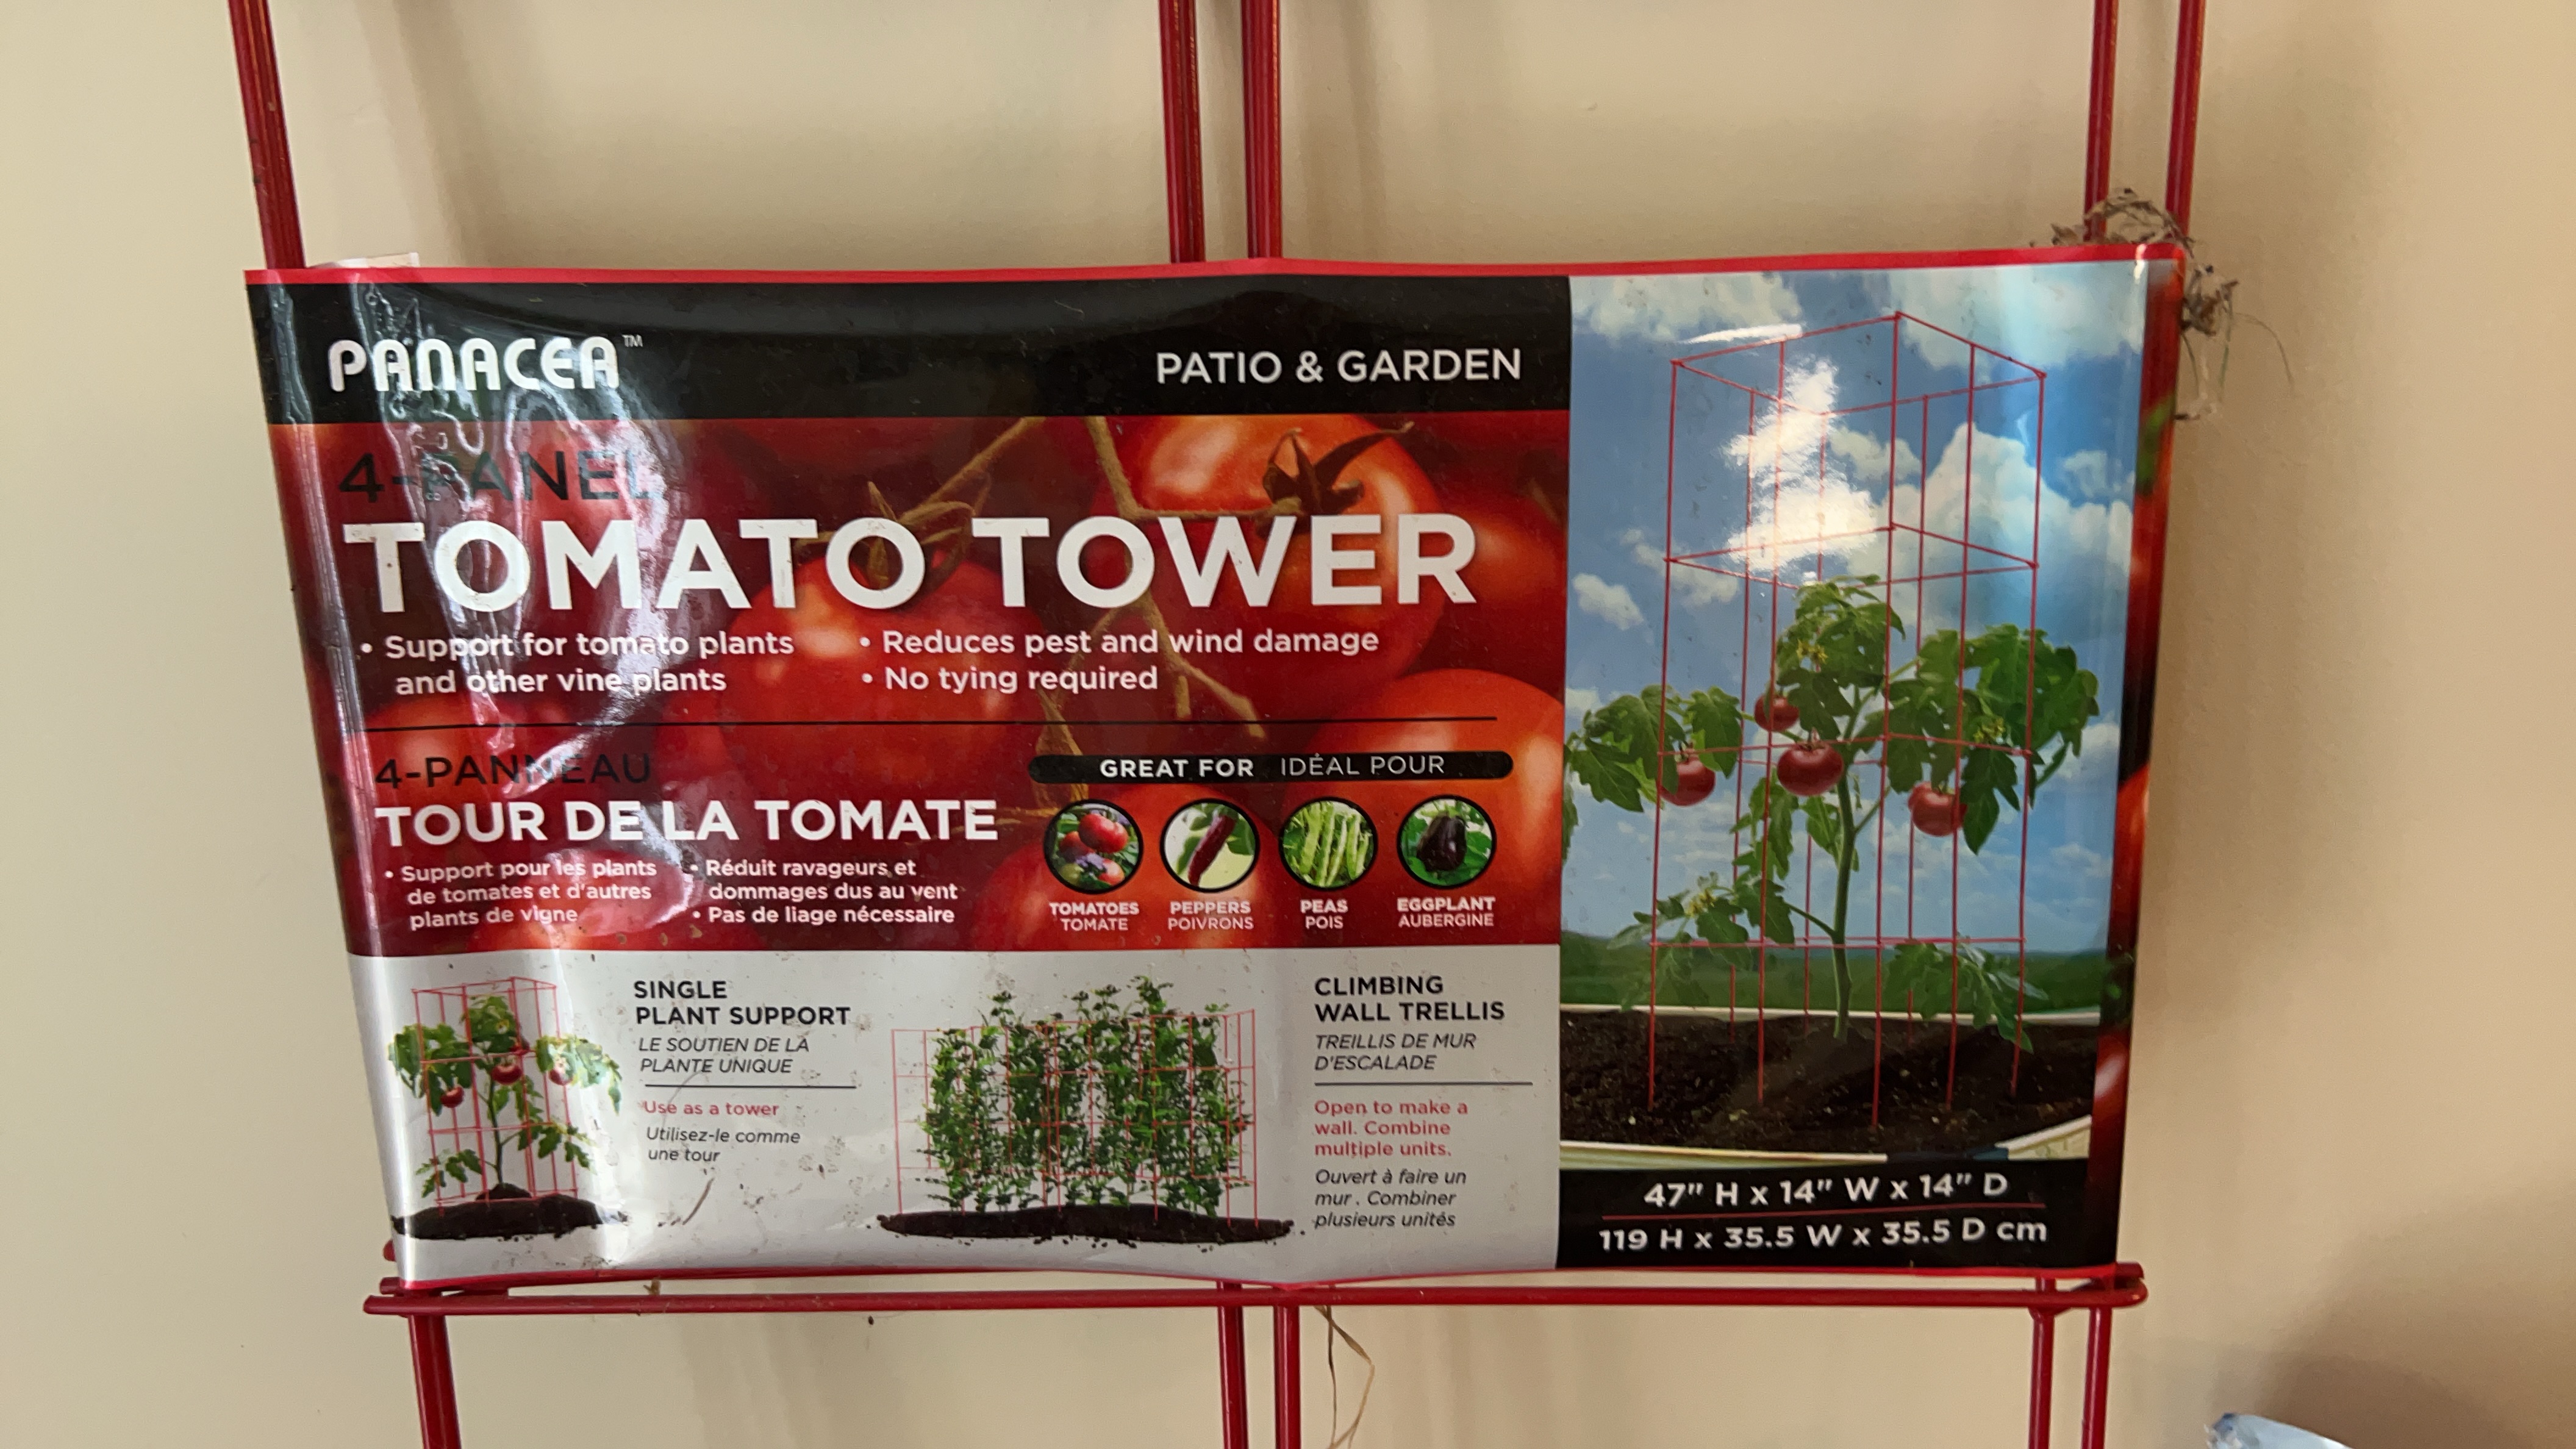 PANACEA™
PATIO & GARDEN
4-PANEL
TOMATO TOWER
• Support for tomato plants
and other vine plants
• Reduces pest and wind damage
• No tying required
4-PANNEAU
TOUR DE LA TOMATE
• Support pour les plants
de tomates et d'autres
plants de vigne
• Réduit ravageurs et
dommages dus au vent
• Pas de liage nécessaire
GREAT FOR IDÉAL POUR
TOMATOES
TOMATE
PEPPERS
POIVRONS
PEAS
POIS
EGGPLANT
AUBERGINE
SINGLE
PLANT SUPPORT
LE SOUTIEN DE LA
PLANTE UNIQUE
Use as a tower
Utilisez-le comme
une tour
CLIMBING
WALL TRELLIS
TREILLIS DE MUR
D'ESCALADE
Open to make a
wall. Combine
multiple units.
Ouvert à faire un
mur . Combiner
plusieurs unités
47" H x 14" W x 14" D
119 H x 35.5 W x 35.5 D cm